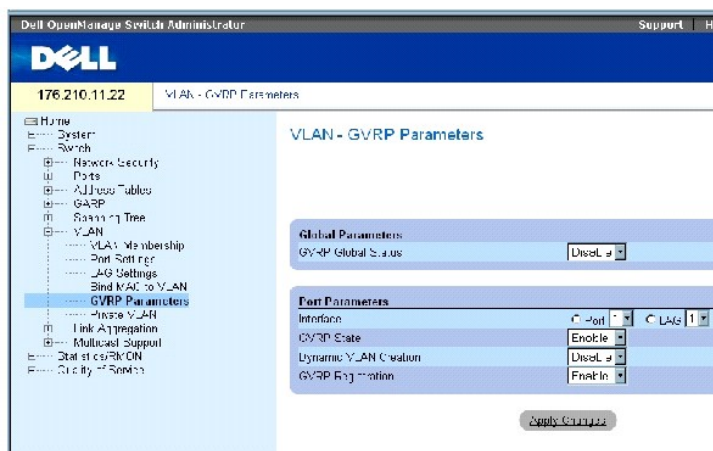 Dell OpenManage Switch Administrator
Support H
DELL
176.210.11.22 VLAN - GVRP Parameters
Home
System
Switch
Network Security
Ports
Address Tables
GARP
Spanning Tree
VLAN
VLAN Membership
Port Settings
LAG Settings
Bind MAC to VLAN
GVRP Parameters
Private VLAN
Link Aggregation
Multicast Support
Statistics/RMON
Quality of Service
VLAN - GVRP Parameters
Global Parameters
GVRP Global Status Disable
Port Parameters
Interface Port 1 LAG 1
GVRP State Enable
Dynamic VLAN Creation Disable
GVRP Registration Enable
Apply Changes